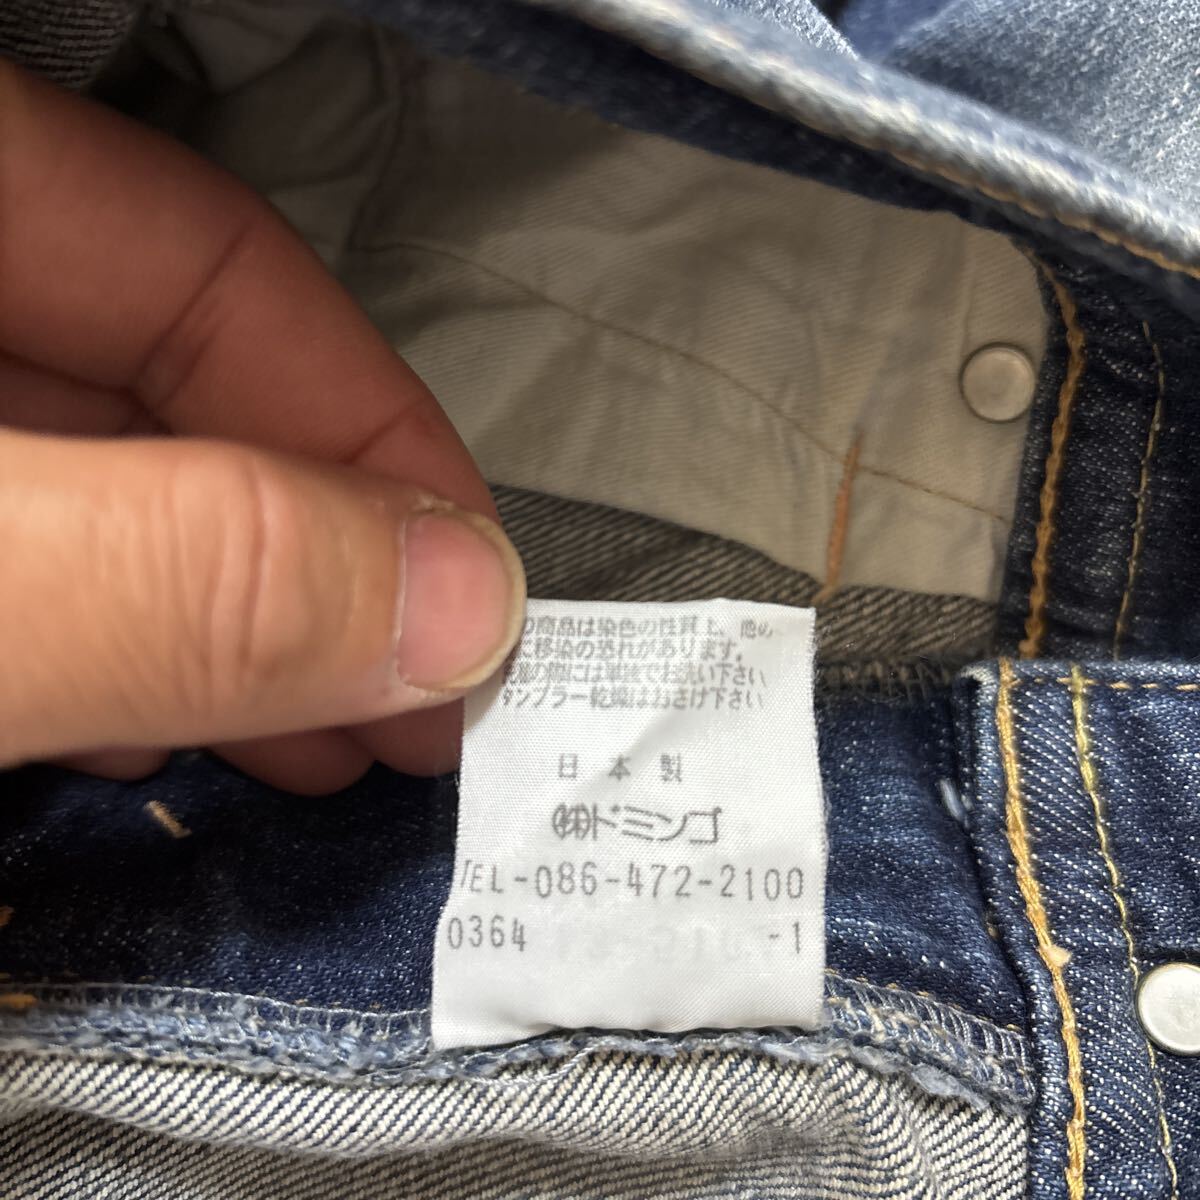 の商品は染色の性質上、他の
移染の恐れがあります。
の際には単独でお洗い下さい
タンブラー乾燥はおさけ下さい
日本製
㈱ドミンゴ
TEL-086-472-2100
0364 -1